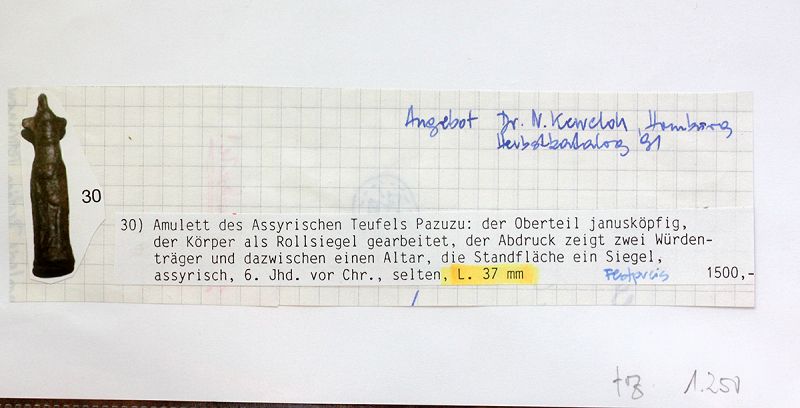 Angebot Dr. N. Keweloh, Hamburg
Herbstkatalog 91
30
30) Amulett des Assyrischen Teufels Pazuzu: der Oberteil janusköpfig,
der Körper als Rollsiegel gearbeitet, der Abdruck zeigt zwei Würden-
träger und dazwischen einen Altar, die Standfläche ein Siegel,
assyrisch, 6. Jhd. vor Chr., selten, L. 37 mm Festpreis 1500,-
1.250